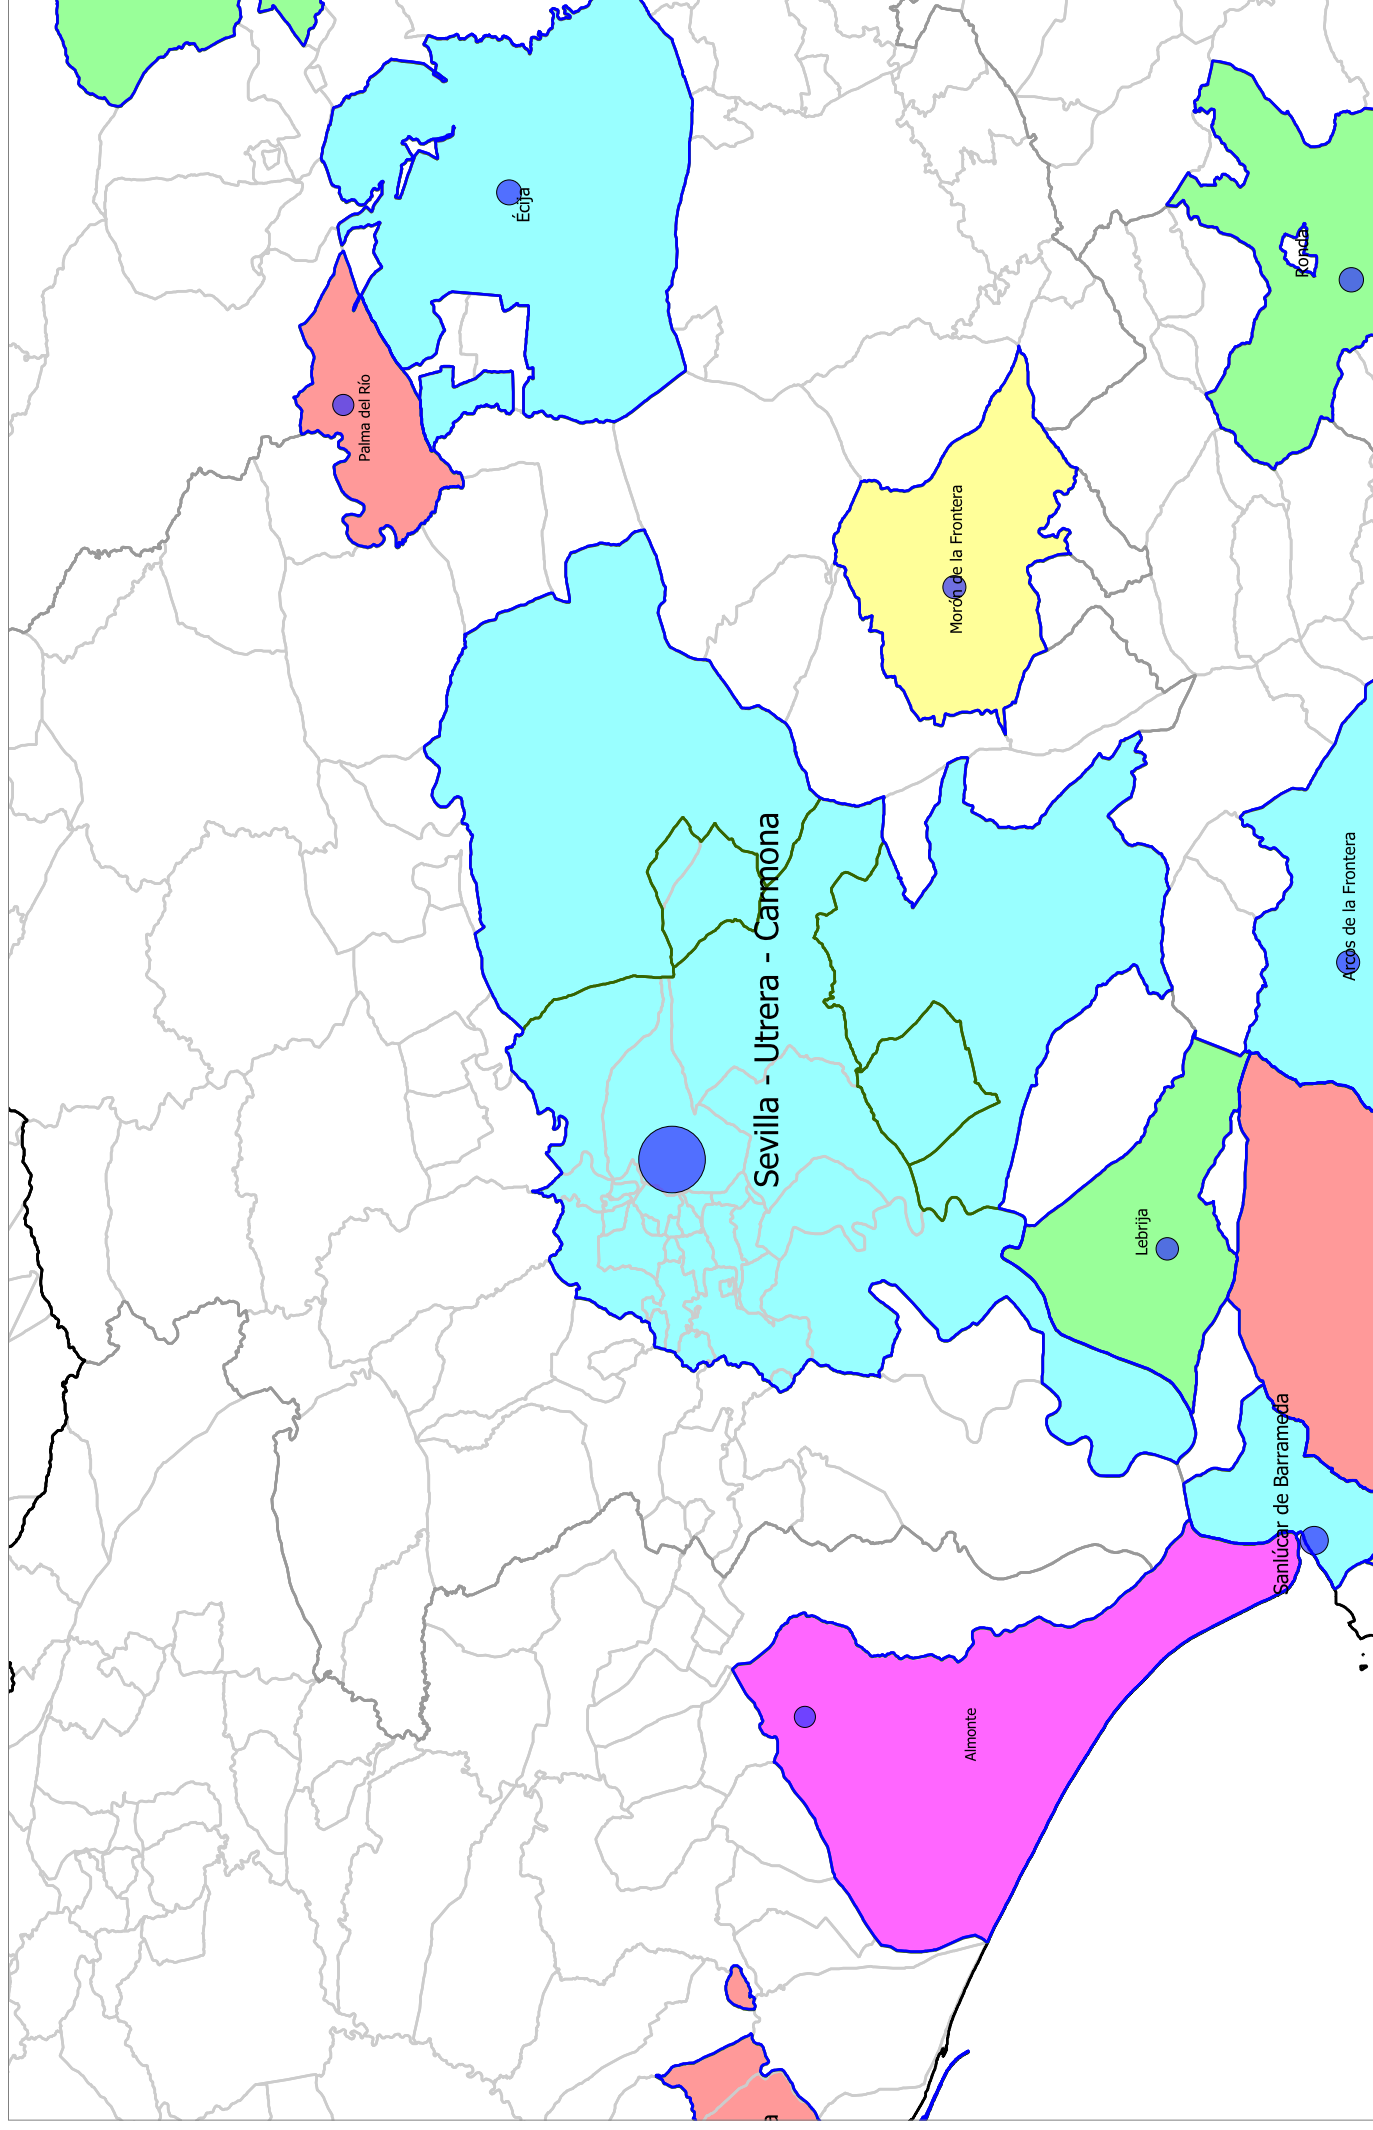 Écija
Palma del Río
Ronda
Morón de la Frontera
Sevilla - Utrera - Carmona
Arcos de la Frontera
Lebrija
Sanlúcar de Barrameda
Almonte
a